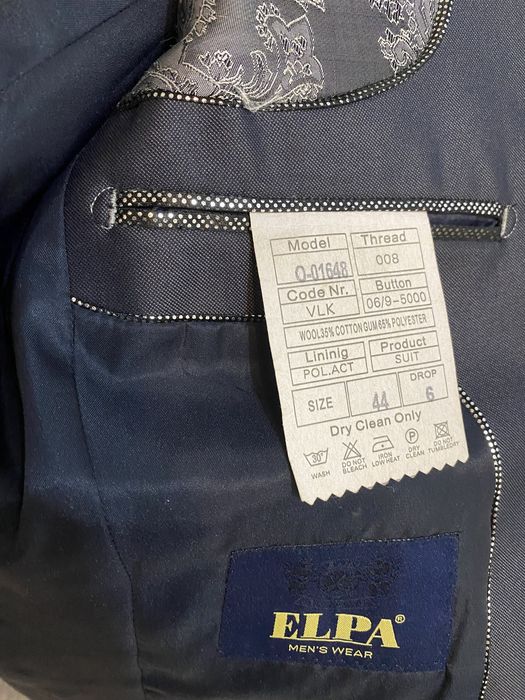 Model Thread
O-01648 008
Code Nr. Button
VLK 06/9-5000
WOOL35% COTTON GUM 65% POLYESTER
Lininig Product
POL.ACT SUIT
SIZE 44 DROP 6
Dry Clean Only
30°
WASH
DO NOT
BLEACH
IRON
LOW HEAT
P
DRY
CLEAN
DO NOT
TUMBLEDRY
ELPA®
MEN'S WEAR